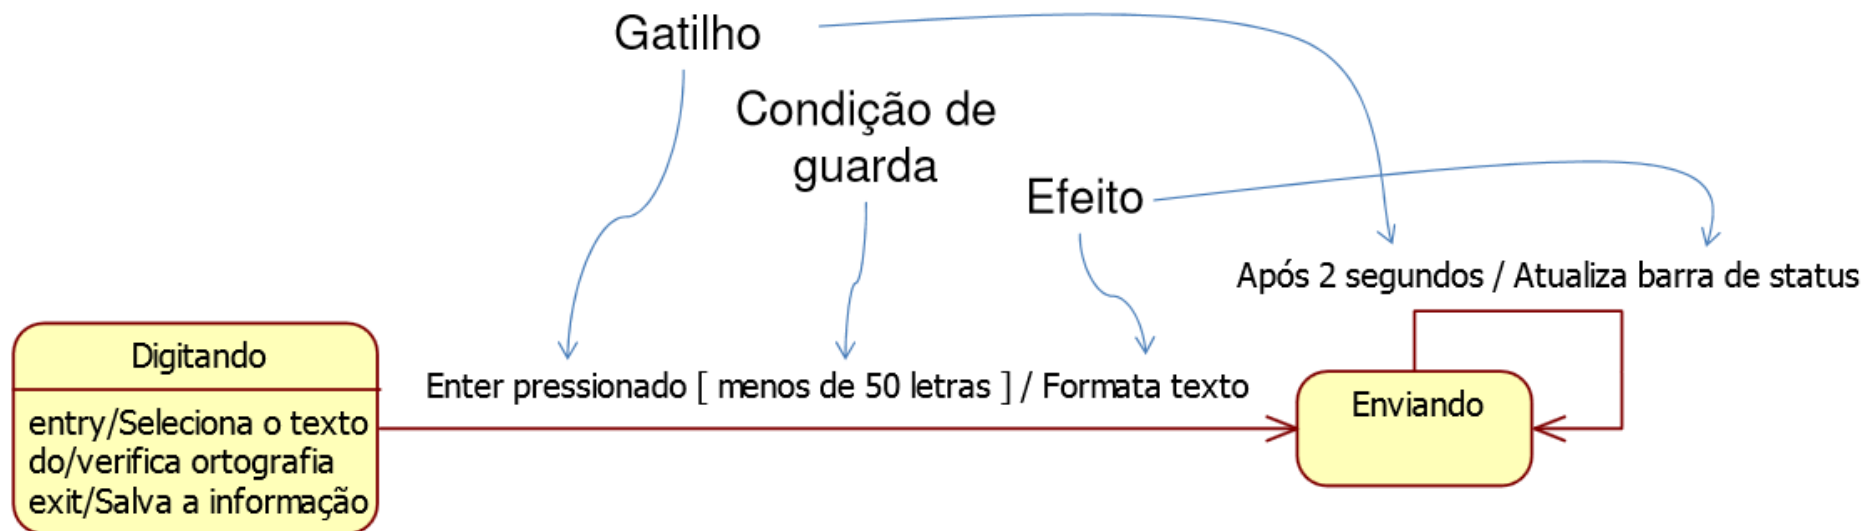 Gatilho
Condição de
guarda
Efeito
Após 2 segundos / Atualiza barra de status
Digitando
Enter pressionado [ menos de 50 letras ] / Formata texto
Enviando
entry/Seleciona o texto
do/verifica ortografia
exit/Salva a informação